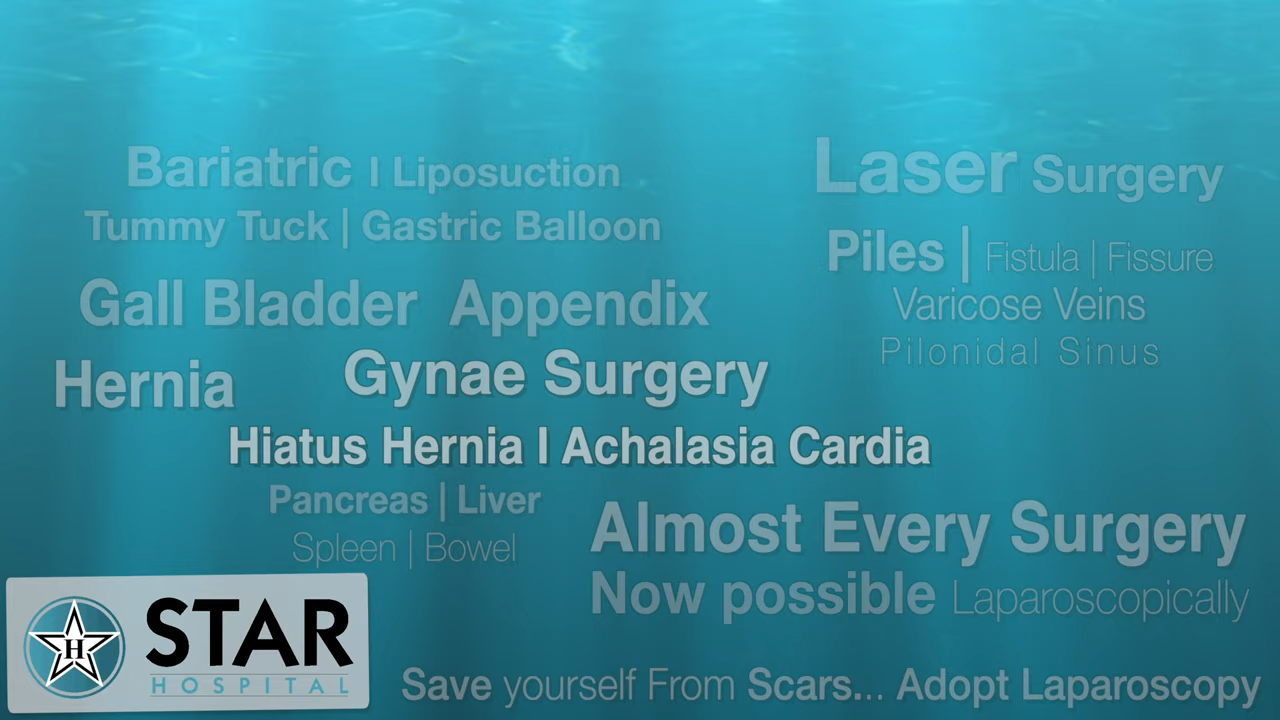 Bariatric | Liposuction
Tummy Tuck | Gastric Balloon
Gall Bladder Appendix
Hernia
Gynae Surgery
Hiatus Hernia | Achalasia Cardia
Pancreas | Liver
Spleen | Bowel
Laser Surgery
Piles | Fistula | Fissure
Varicose Veins
Pilonidal Sinus
Almost Every Surgery
Now possible Laparoscopically
H
STAR
HOSPITAL
Save yourself From Scars... Adopt Laparoscopy